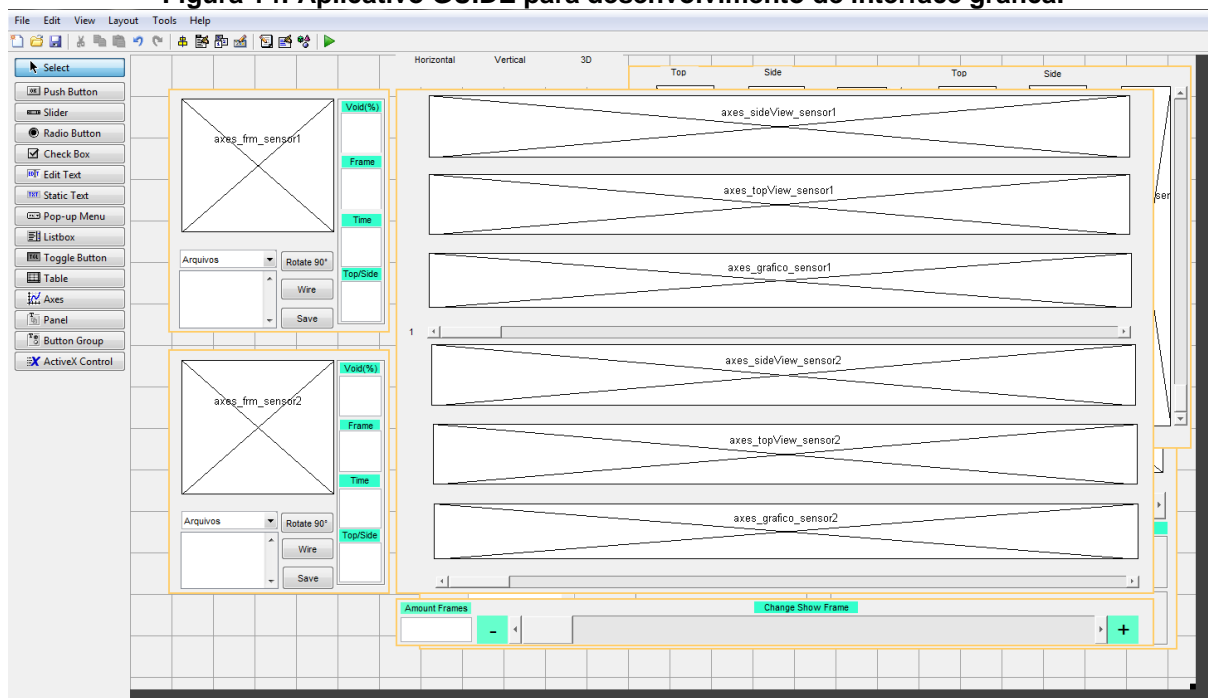 Figura 14: Aplicativo GUIDE para desenvolvimento de interface gráfica.
File Edit View Layout Tools Help
Select
Push Button
Slider
Radio Button
Check Box
Edit Text
Static Text
Pop-up Menu
Listbox
Toggle Button
Table
Axes
Panel
Button Group
ActiveX Control
Horizontal Vertical 3D
Top Side Top Side
axes_frm_sensor1
Void(%)
Frame
Time
Top/Side
Arquivos
Rotate 90°
Wire
Save
axes_sideView_sensor1
axes_topView_sensor1
axes_grafico_sensor1
1
axes_frm_sensor2
Void(%)
Frame
Time
Top/Side
Arquivos
Rotate 90°
Wire
Save
axes_sideView_sensor2
axes_topView_sensor2
axes_grafico_sensor2
Amount Frames
Change Show Frame
- +